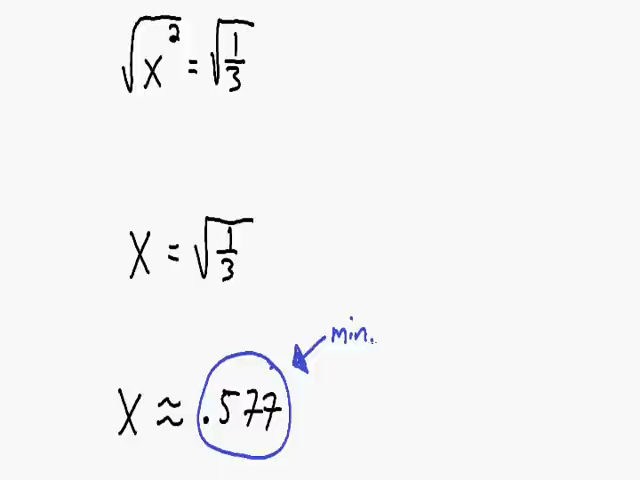 √x² = √1/3
x = √1/3
min.
x ≈ .577